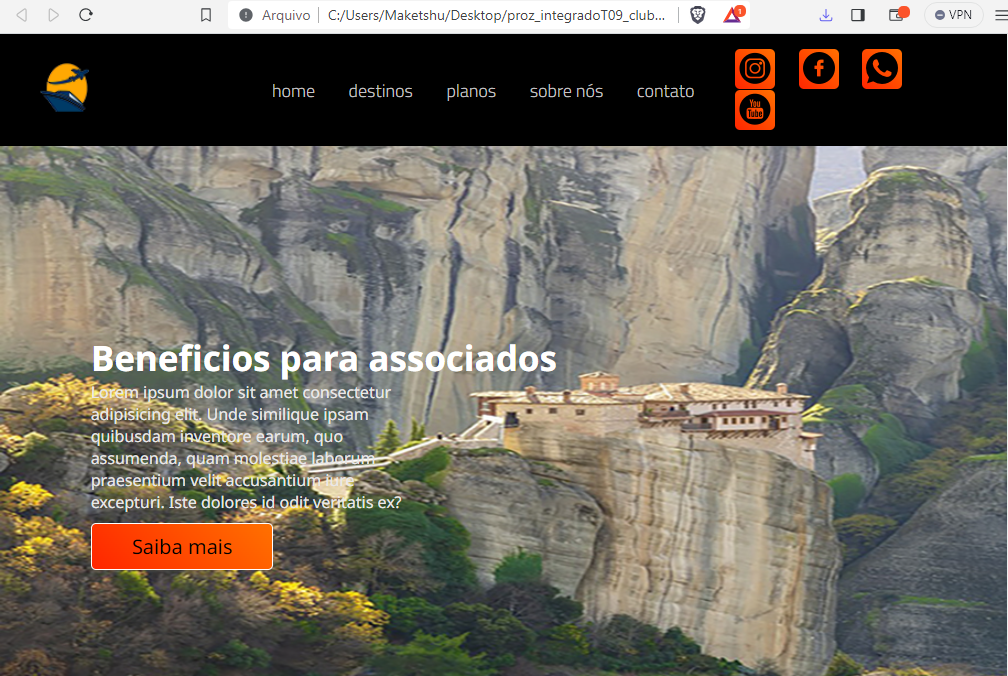 Arquivo
C:/Users/Maketshu/Desktop/proz_integradoT09_club...
1
VPN
home destinos planos sobre nós contato
You
Tube
Beneficios para associados
Lorem ipsum dolor sit amet consectetur
adipisicing elit. Unde similique ipsam
quibusdam inventore earum, quo
assumenda, quam molestiae laborum
praesentium velit accusantium iure
excepturi. Iste dolores id odit veritatis ex?
Saiba mais